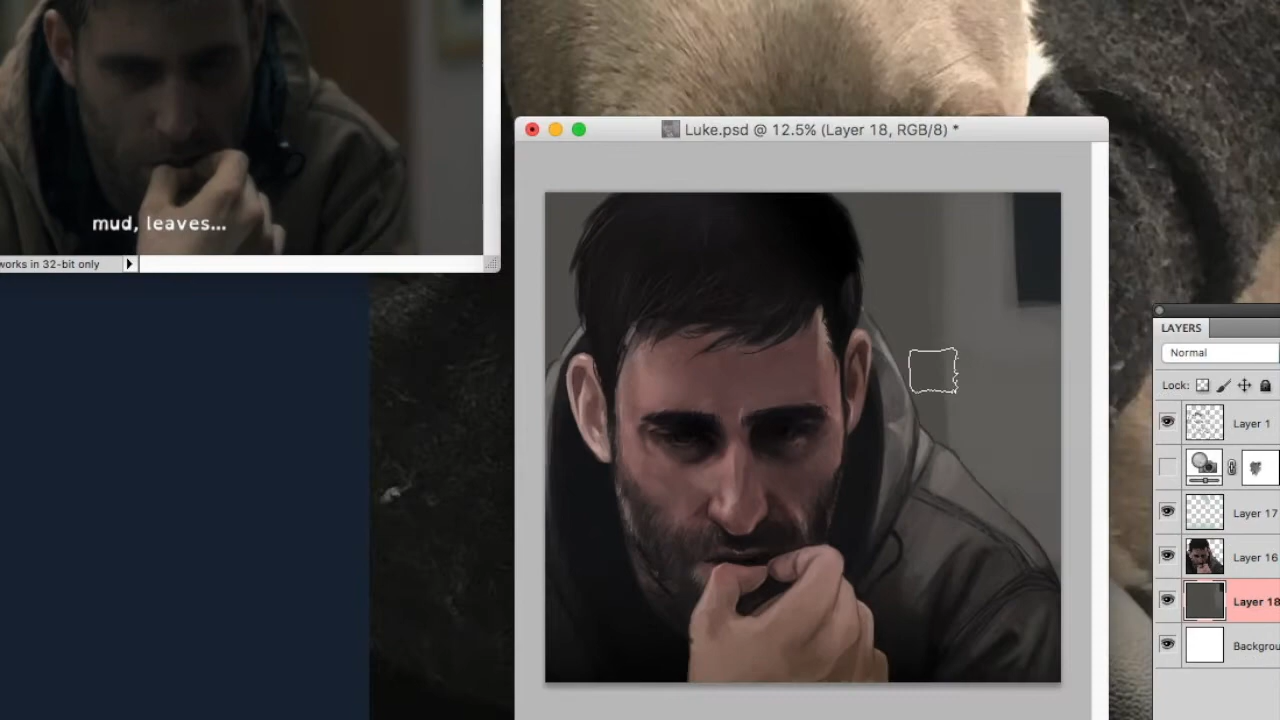 mud, leaves...
works in 32-bit only
Luke.psd @ 12.5% (Layer 18, RGB/8) *
LAYERS
Normal
Lock:
Layer 1
Layer 17
Layer 16
Layer 18
Backgrou